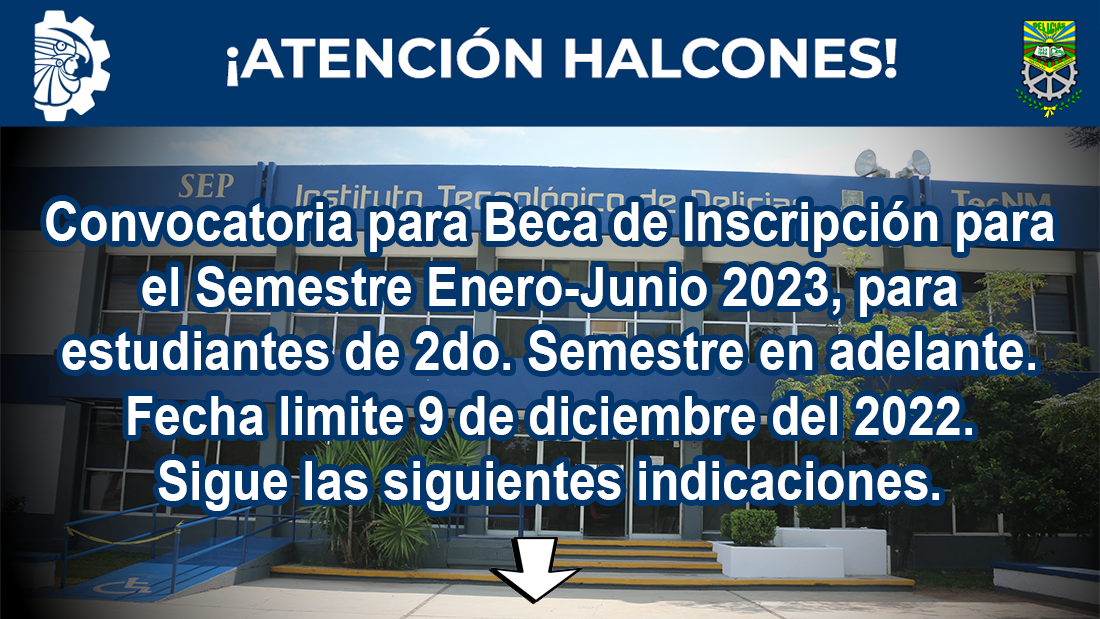 DELICIAS
¡ATENCIÓN HALCONES!
SEP
Instituto Tecnológico de Delicias
TecNM
Convocatoria para Beca de Inscripción para
el Semestre Enero-Junio 2023, para
estudiantes de 2do. Semestre en adelante.
Fecha limite 9 de diciembre del 2022.
Sigue las siguientes indicaciones.